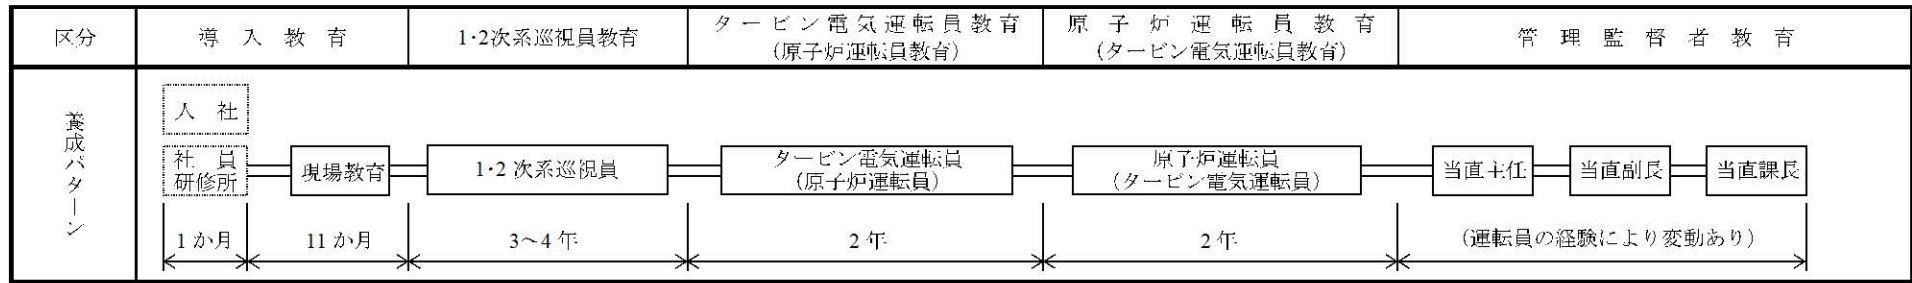 区分
導入教育
1・2次系巡視員教育
タービン電気運転員教育
(原子炉運転員教育)
原子炉運転員教育
(タービン電気運転員教育)
管理監督者教育
養成パターン
入社
社員
研修所
現場教育
1・2次系巡視員
タービン電気運転員
(原子炉運転員)
原子炉運転員
(タービン電気運転員)
当直主任
当直副長
当直課長
1か月
11か月
3~4年
2年
2年
(運転員の経験により変動あり)